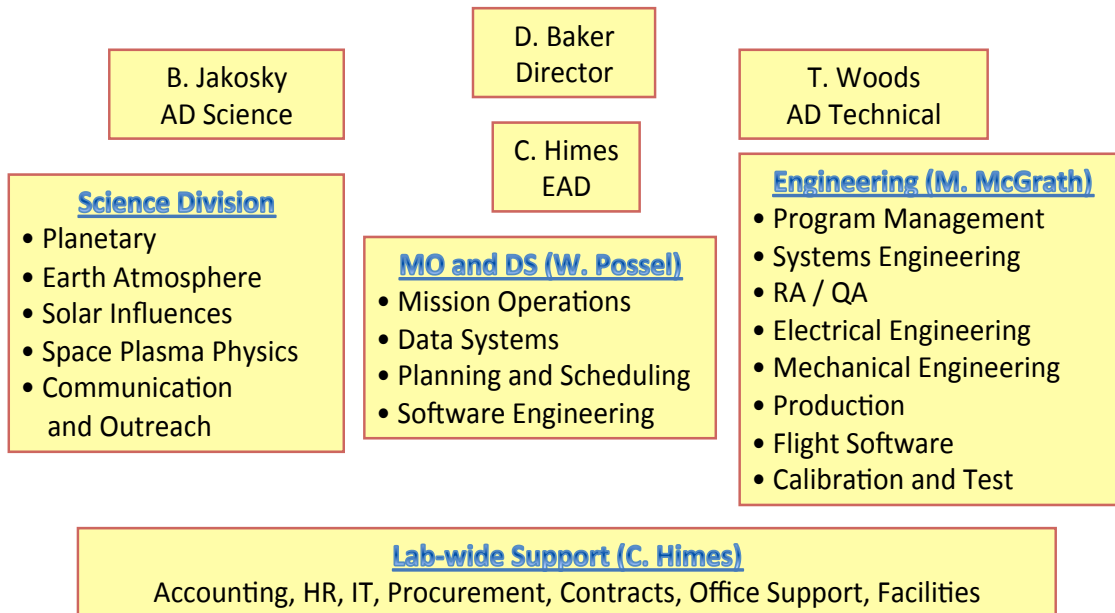 D. Baker
Director
B. Jakosky
AD Science
T. Woods
AD Technical
C. Himes
EAD
Science Division
• Planetary
• Earth Atmosphere
• Solar Influences
• Space Plasma Physics
• Communication
and Outreach
MO and DS (W. Possel)
• Mission Operations
• Data Systems
• Planning and Scheduling
• Software Engineering
Engineering (M. McGrath)
• Program Management
• Systems Engineering
• RA / QA
• Electrical Engineering
• Mechanical Engineering
• Production
• Flight Software
• Calibration and Test
Lab-wide Support (C. Himes)
Accounting, HR, IT, Procurement, Contracts, Office Support, Facilities